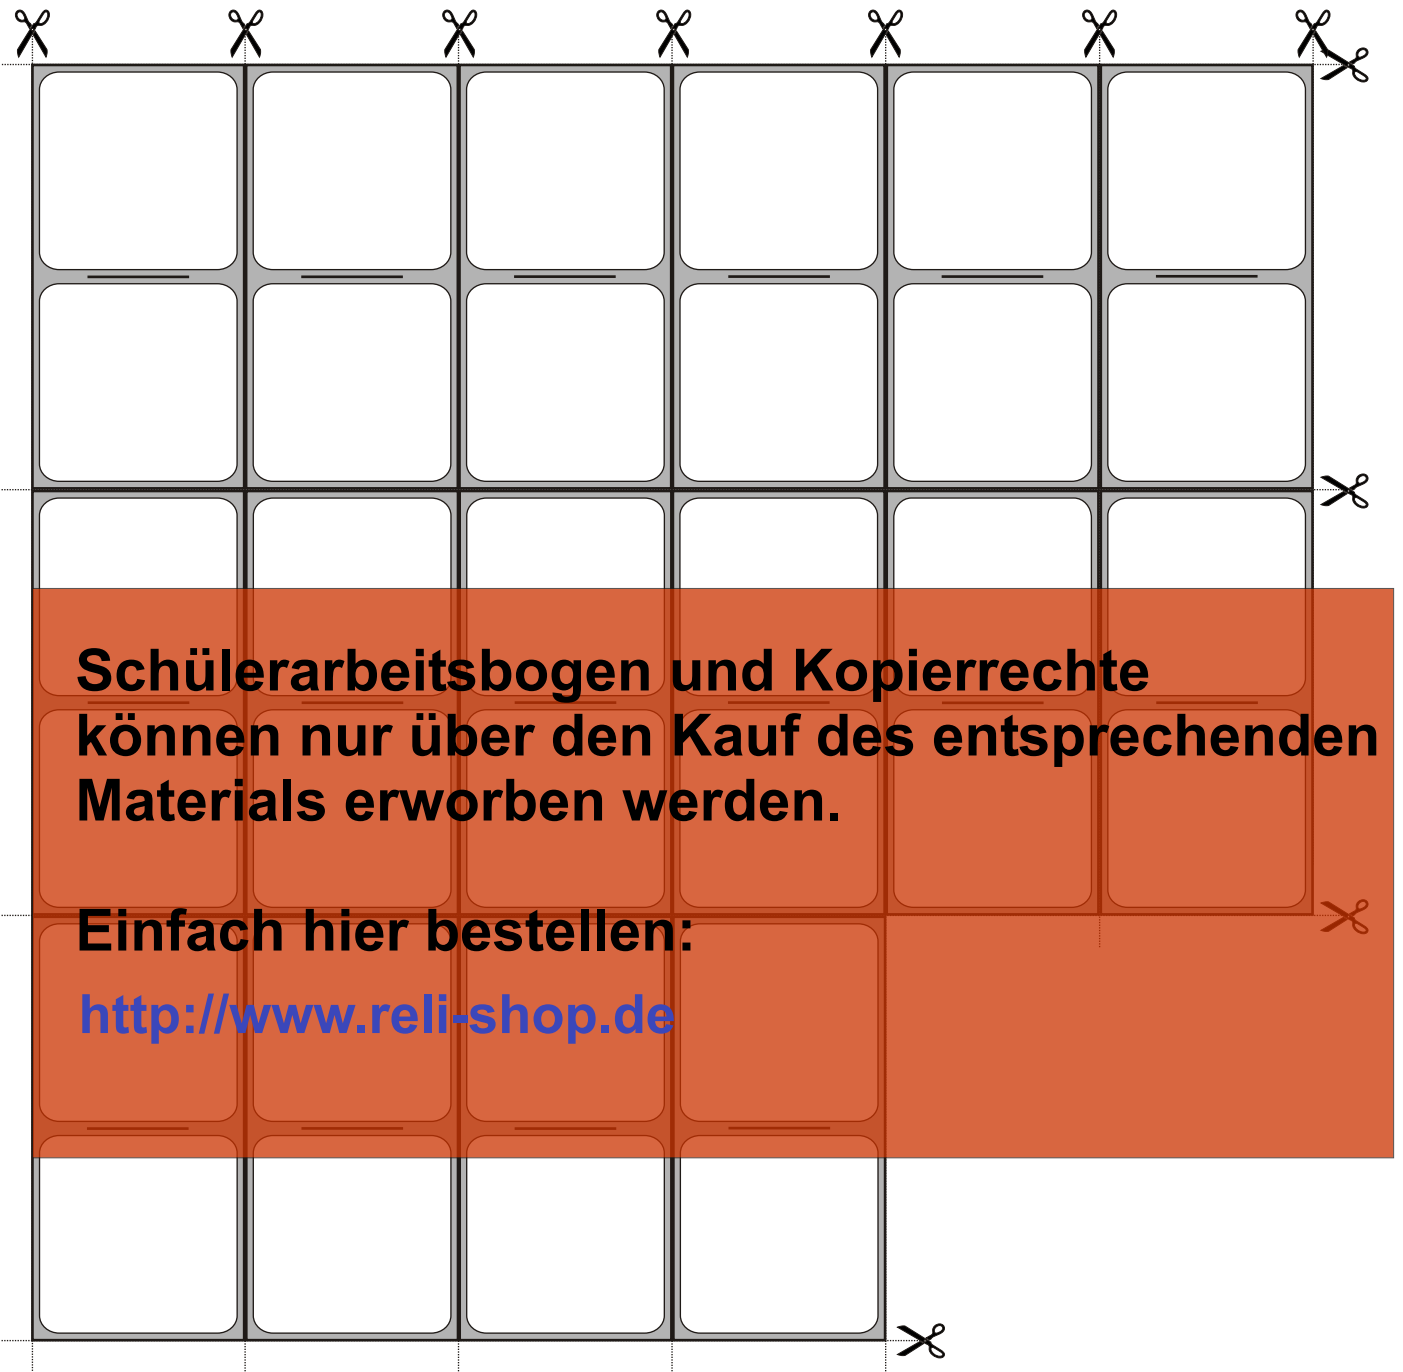 Schülerarbeitsbogen und Kopierrechte
können nur über den Kauf des entsprechenden
Materials erworben werden.
Einfach hier bestellen:
http://www.reli-shop.de